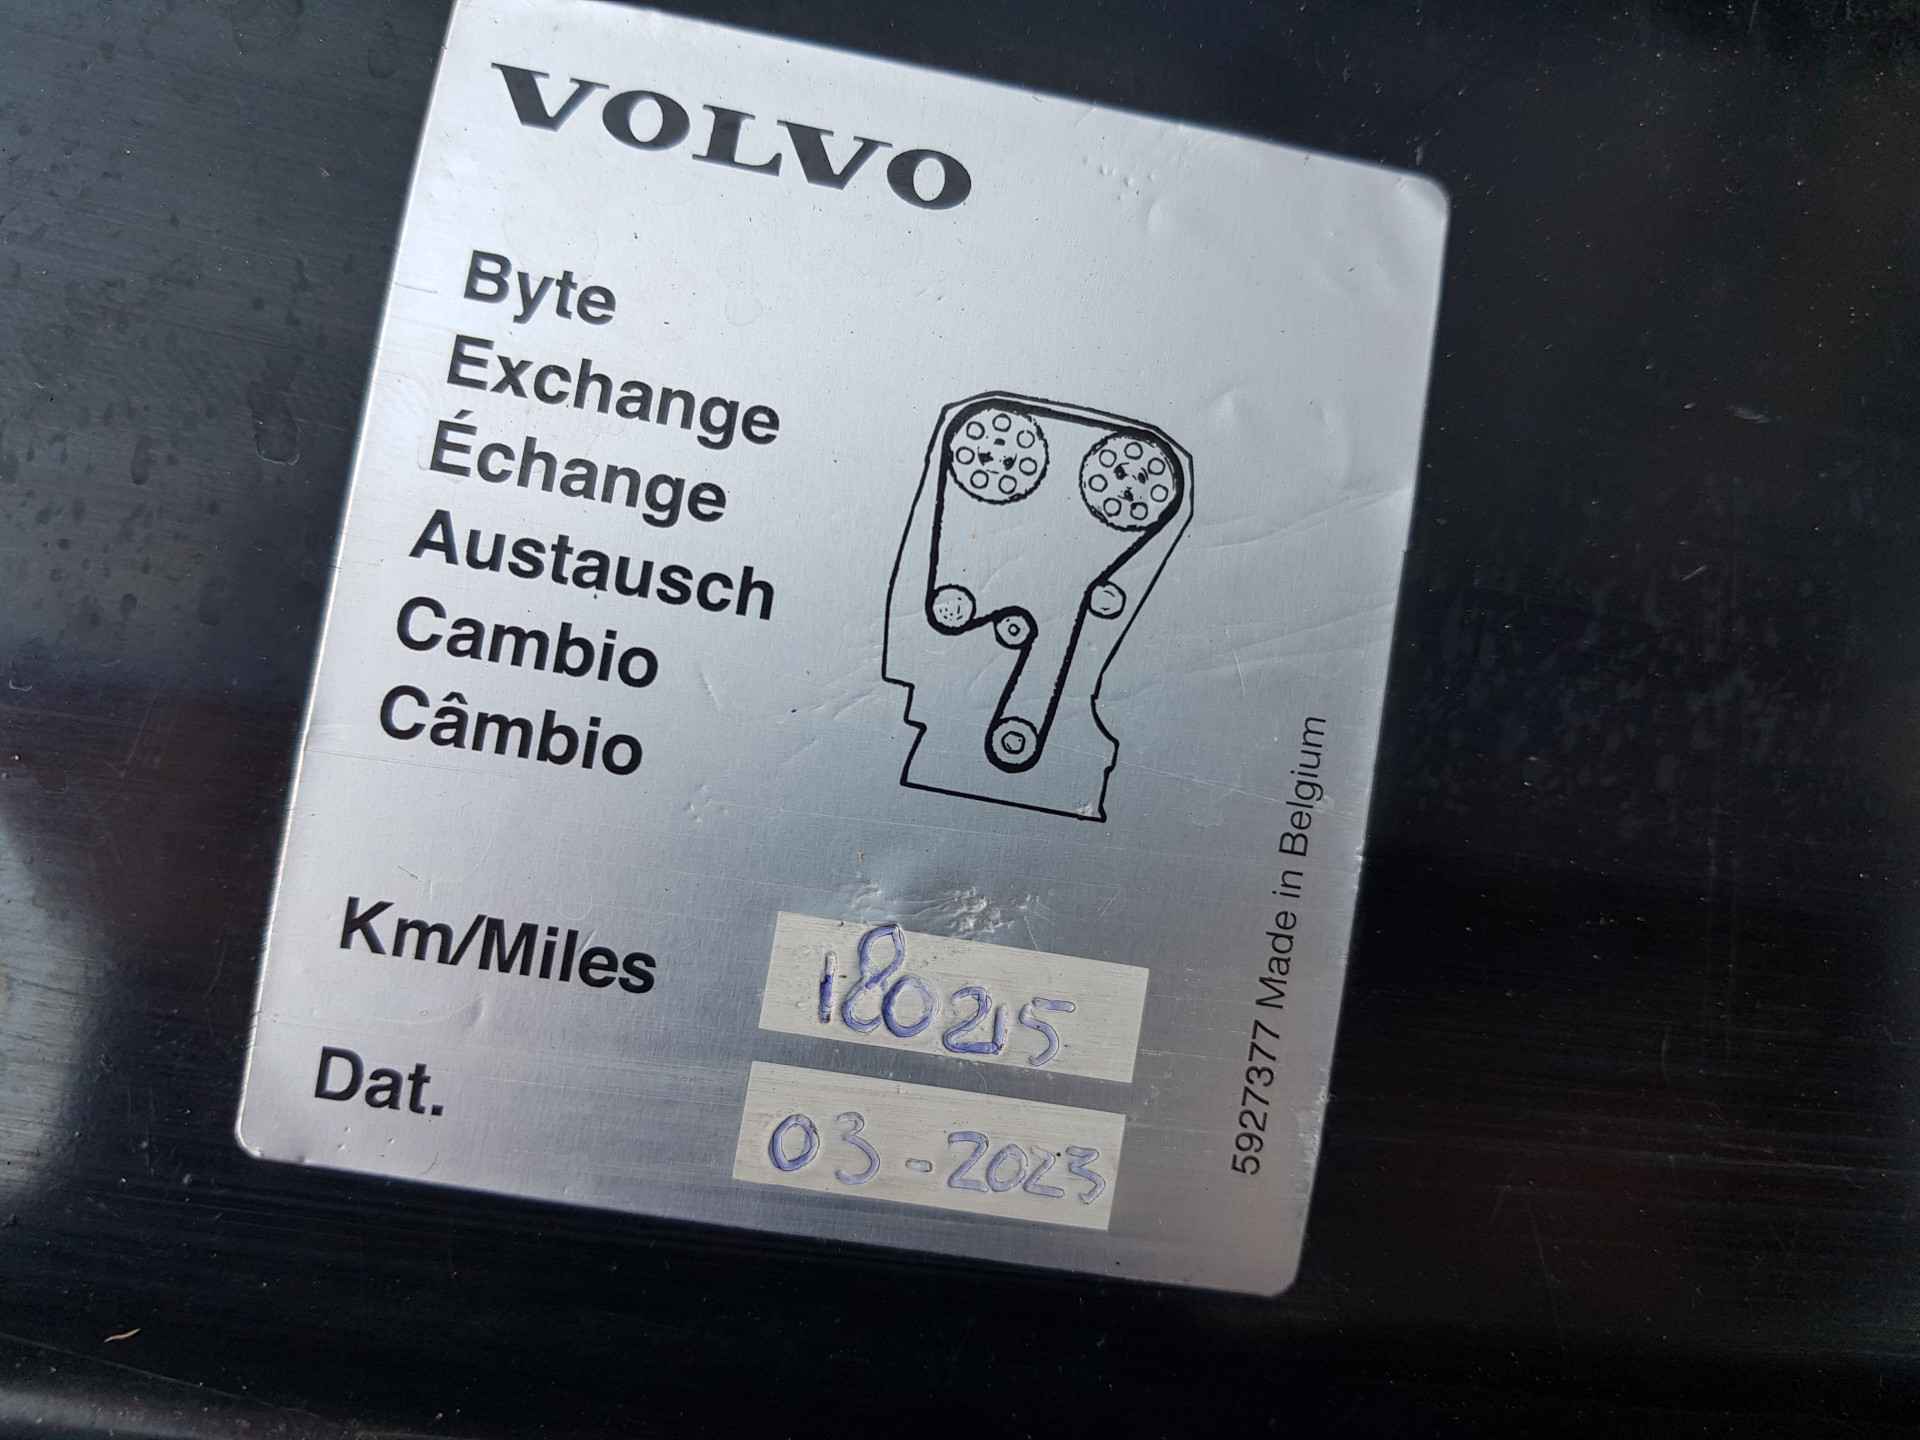 VOLVO
Byte
Exchange
Échange
Austausch
Cambio
Câmbio
Km/Miles 180215
Dat. 03-2023
5927377 Made in Belgium